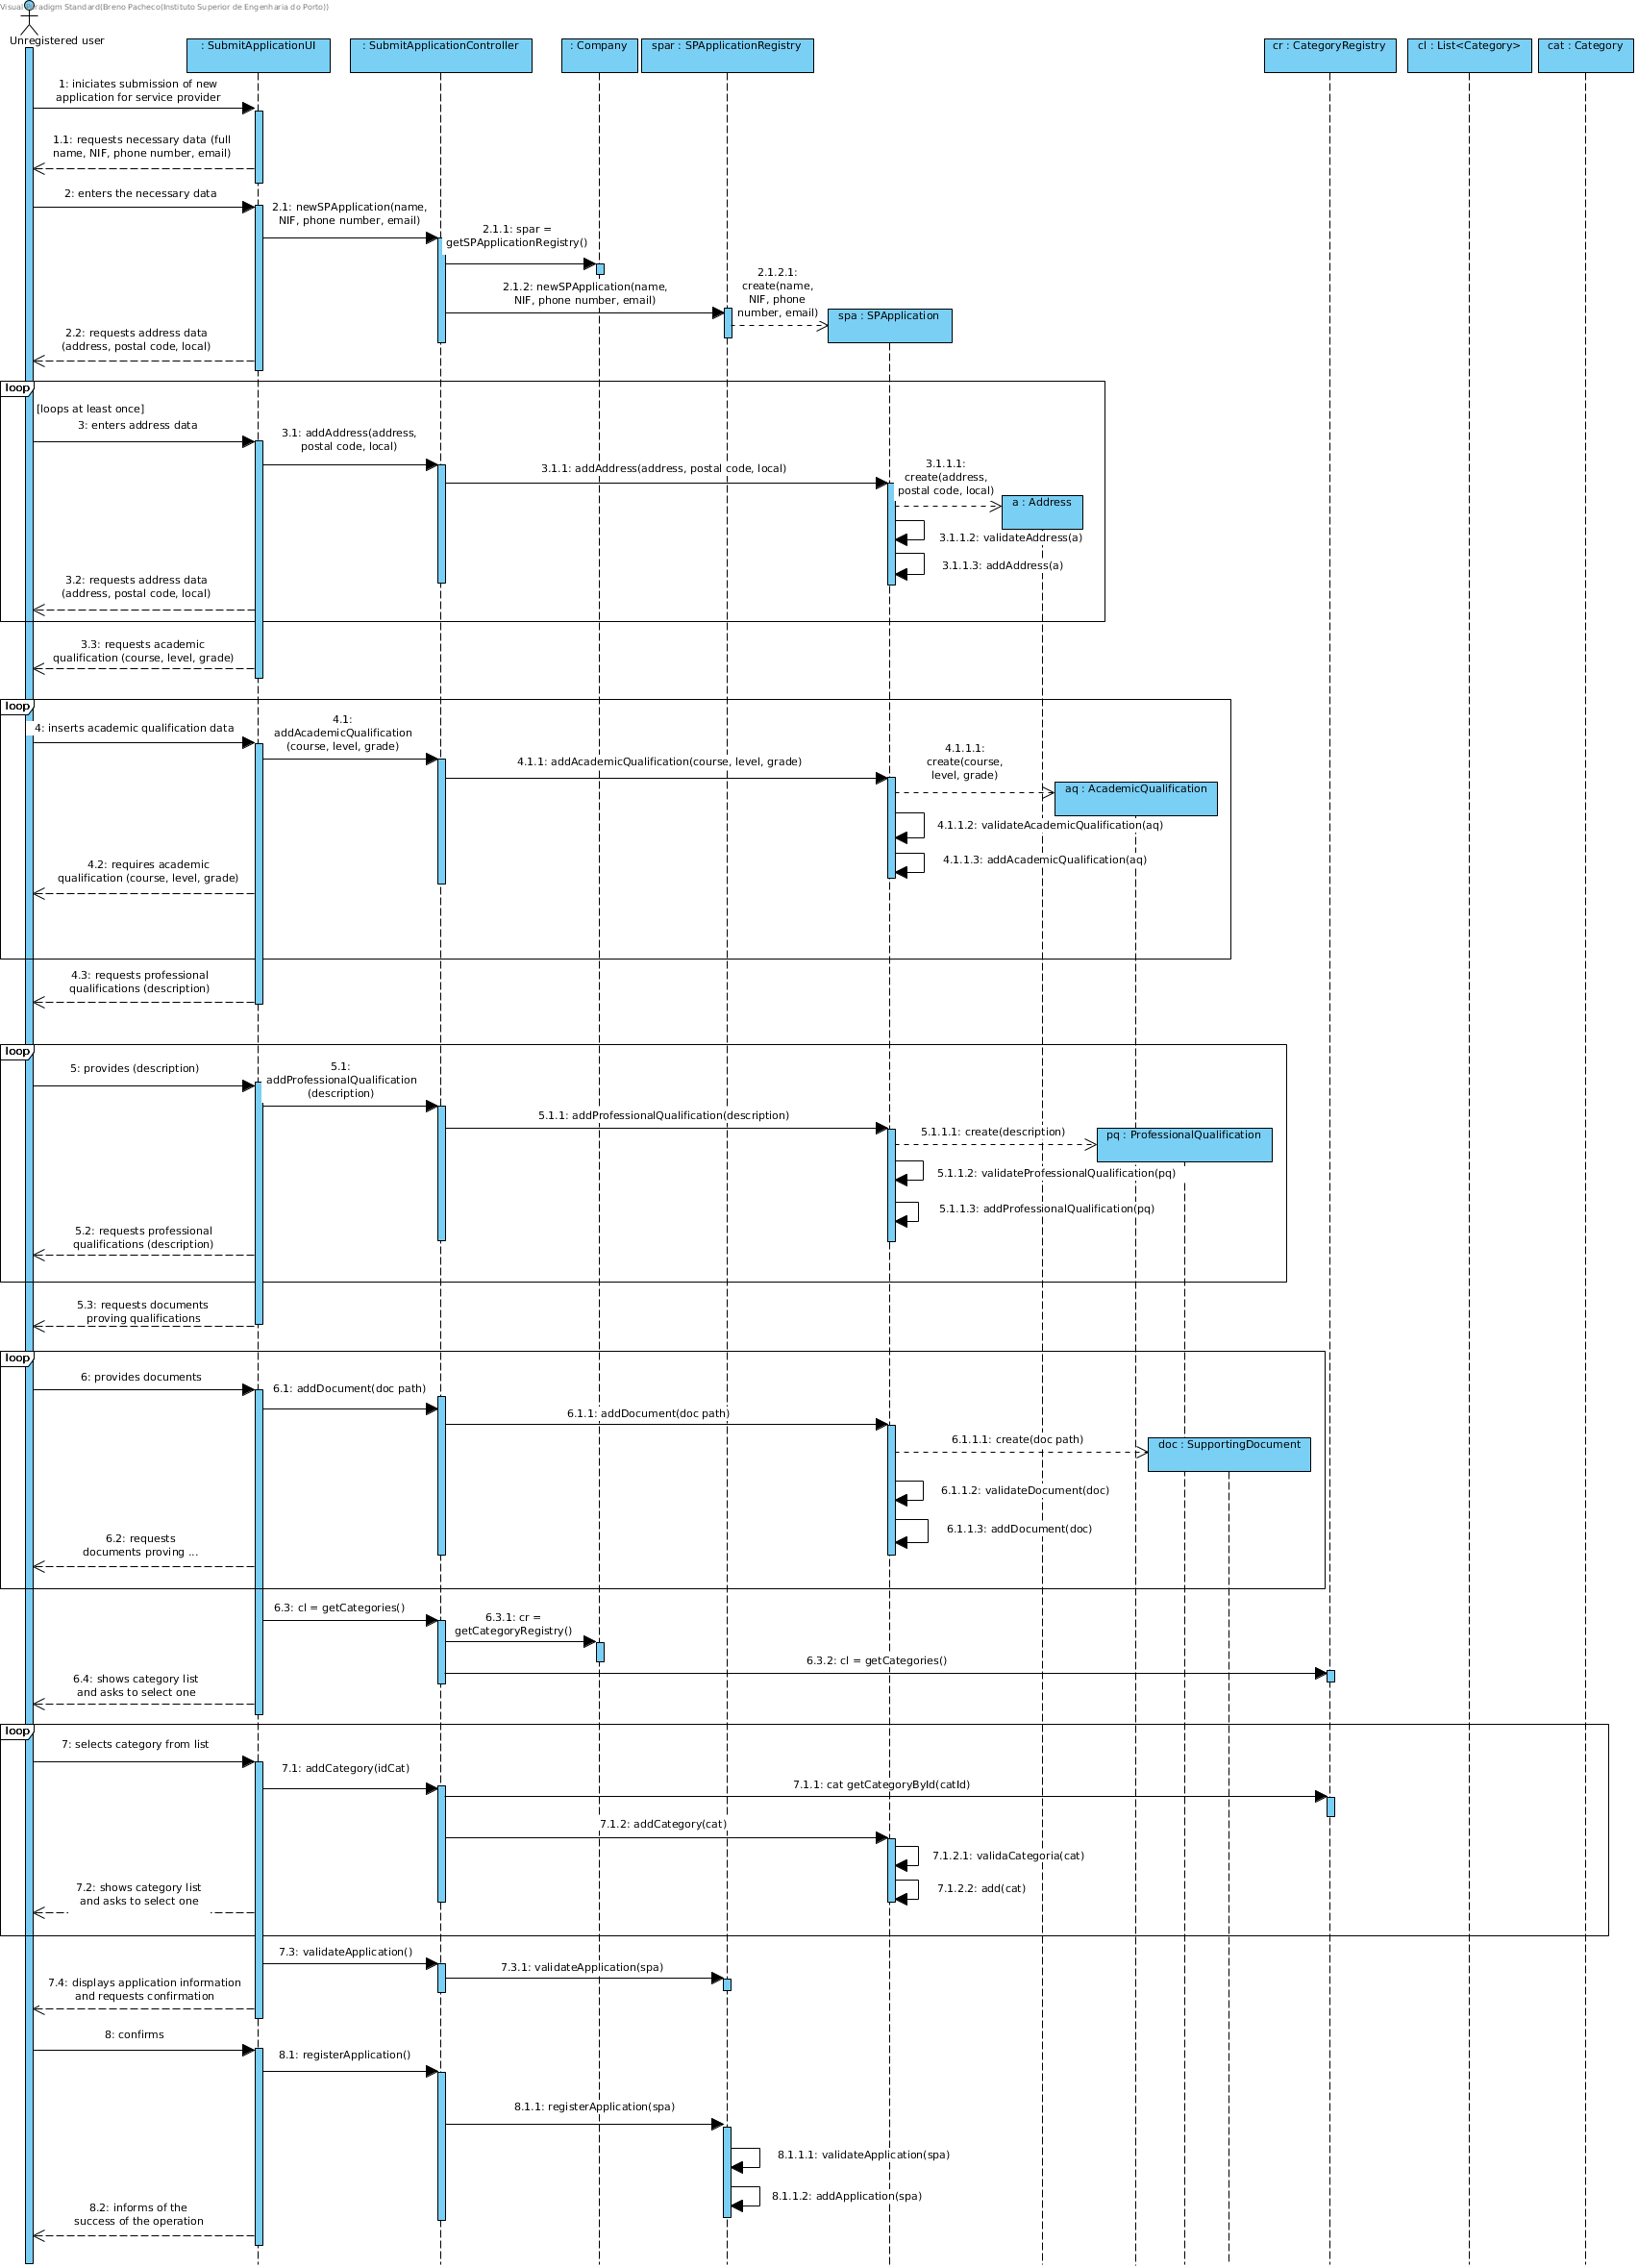 Visual Paradigm Standard(Breno Pacheco(Instituto Superior de Engenharia do Porto))
Unregistered user
: SubmitApplicationUI
: SubmitApplicationController
: Company
spar : SPApplicationRegistry
cr : CategoryRegistry
cl : List<Category>
cat : Category
1: iniciates submission of new
application for service provider
1.1: requests necessary data (full
name, NIF, phone number, email)
2: enters the necessary data
2.1: newSPApplication(name,
NIF, phone number, email)
2.1.1: spar =
getSPApplicationRegistry()
2.1.2: newSPApplication(name,
NIF, phone number, email)
2.1.2.1:
create(name,
NIF, phone
number, email)
spa : SPApplication
2.2: requests address data
(address, postal code, local)
loop
[loops at least once]
3: enters address data
3.1: addAddress(address,
postal code, local)
3.1.1: addAddress(address, postal code, local)
3.1.1.1:
create(address,
postal code, local)
a : Address
3.1.1.2: validateAddress(a)
3.1.1.3: addAddress(a)
3.2: requests address data
(address, postal code, local)
3.3: requests academic
qualification (course, level, grade)
loop
4: inserts academic qualification data
4.1:
addAcademicQualification
(course, level, grade)
4.1.1: addAcademicQualification(course, level, grade)
4.1.1.1:
create(course,
level, grade)
aq : AcademicQualification
4.1.1.2: validateAcademicQualification(aq)
4.1.1.3: addAcademicQualification(aq)
4.2: requires academic
qualification (course, level, grade)
4.3: requests professional
qualifications (description)
loop
5: provides (description)
5.1:
addProfessionalQualification
(description)
5.1.1: addProfessionalQualification(description)
5.1.1.1: create(description)
pq : ProfessionalQualification
5.1.1.2: validateProfessionalQualification(pq)
5.1.1.3: addProfessionalQualification(pq)
5.2: requests professional
qualifications (description)
5.3: requests documents
proving qualifications
loop
6: provides documents
6.1: addDocument(doc path)
6.1.1: addDocument(doc path)
6.1.1.1: create(doc path)
doc : SupportingDocument
6.1.1.2: validateDocument(doc)
6.1.1.3: addDocument(doc)
6.2: requests
documents proving ...
6.3: cl = getCategories()
6.3.1: cr =
getCategoryRegistry()
6.3.2: cl = getCategories()
6.4: shows category list
and asks to select one
loop
7: selects category from list
7.1: addCategory(idCat)
7.1.1: cat getCategoryById(catId)
7.1.2: addCategory(cat)
7.1.2.1: validaCategoria(cat)
7.1.2.2: add(cat)
7.2: shows category list
and asks to select one
7.3: validateApplication()
7.3.1: validateApplication(spa)
7.4: displays application information
and requests confirmation
8: confirms
8.1: registerApplication()
8.1.1: registerApplication(spa)
8.1.1.1: validateApplication(spa)
8.1.1.2: addApplication(spa)
8.2: informs of the
success of the operation